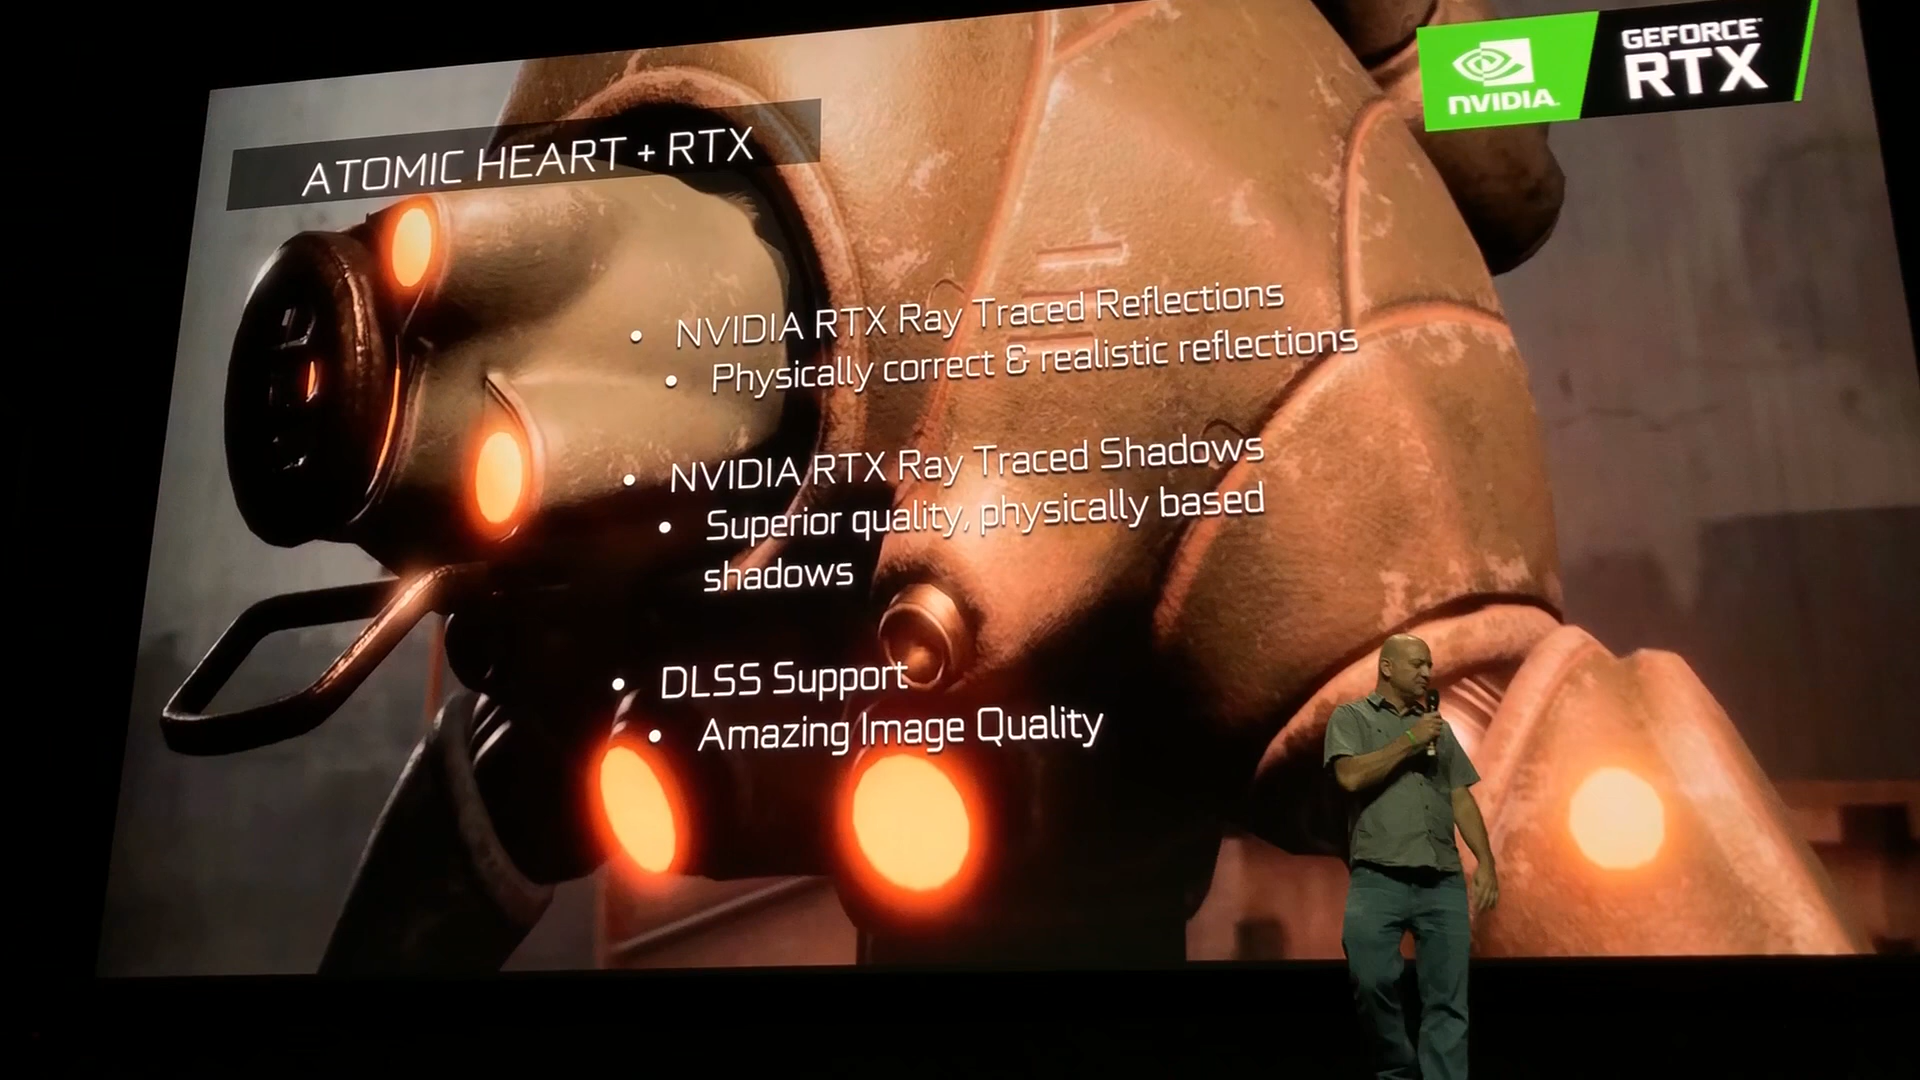 NVIDIA.
GEFORCE
RTX
ATOMIC HEART + RTX
• NVIDIA RTX Ray Traced Reflections
• Physically correct & realistic reflections
• NVIDIA RTX Ray Traced Shadows
• Superior quality, physically based
shadows
• DLSS Support
• Amazing Image Quality